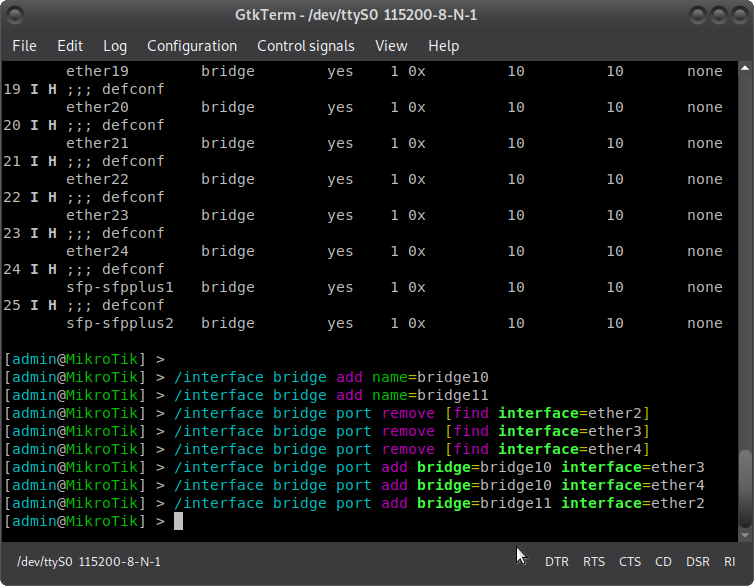 GtkTerm - /dev/ttyS0 115200-8-N-1
File Edit Log Configuration Control signals View Help
ether19 bridge yes 1 0x 10 10 none
19 I H ;;; defconf
ether20 bridge yes 1 0x 10 10 none
20 I H ;;; defconf
ether21 bridge yes 1 0x 10 10 none
21 I H ;;; defconf
ether22 bridge yes 1 0x 10 10 none
22 I H ;;; defconf
ether23 bridge yes 1 0x 10 10 none
23 I H ;;; defconf
ether24 bridge yes 1 0x 10 10 none
24 I H ;;; defconf
sfp-sfpplus1 bridge yes 1 0x 10 10 none
25 I H ;;; defconf
sfp-sfpplus2 bridge yes 1 0x 10 10 none
[admin@MikroTik] >
[admin@MikroTik] > /interface bridge add name=bridge10
[admin@MikroTik] > /interface bridge add name=bridge11
[admin@MikroTik] > /interface bridge port remove [find interface=ether2]
[admin@MikroTik] > /interface bridge port remove [find interface=ether3]
[admin@MikroTik] > /interface bridge port remove [find interface=ether4]
[admin@MikroTik] > /interface bridge port add bridge=bridge10 interface=ether3
[admin@MikroTik] > /interface bridge port add bridge=bridge10 interface=ether4
[admin@MikroTik] > /interface bridge port add bridge=bridge11 interface=ether2
[admin@MikroTik] >
/dev/ttyS0 115200-8-N-1 DTR RTS CTS CD DSR RI